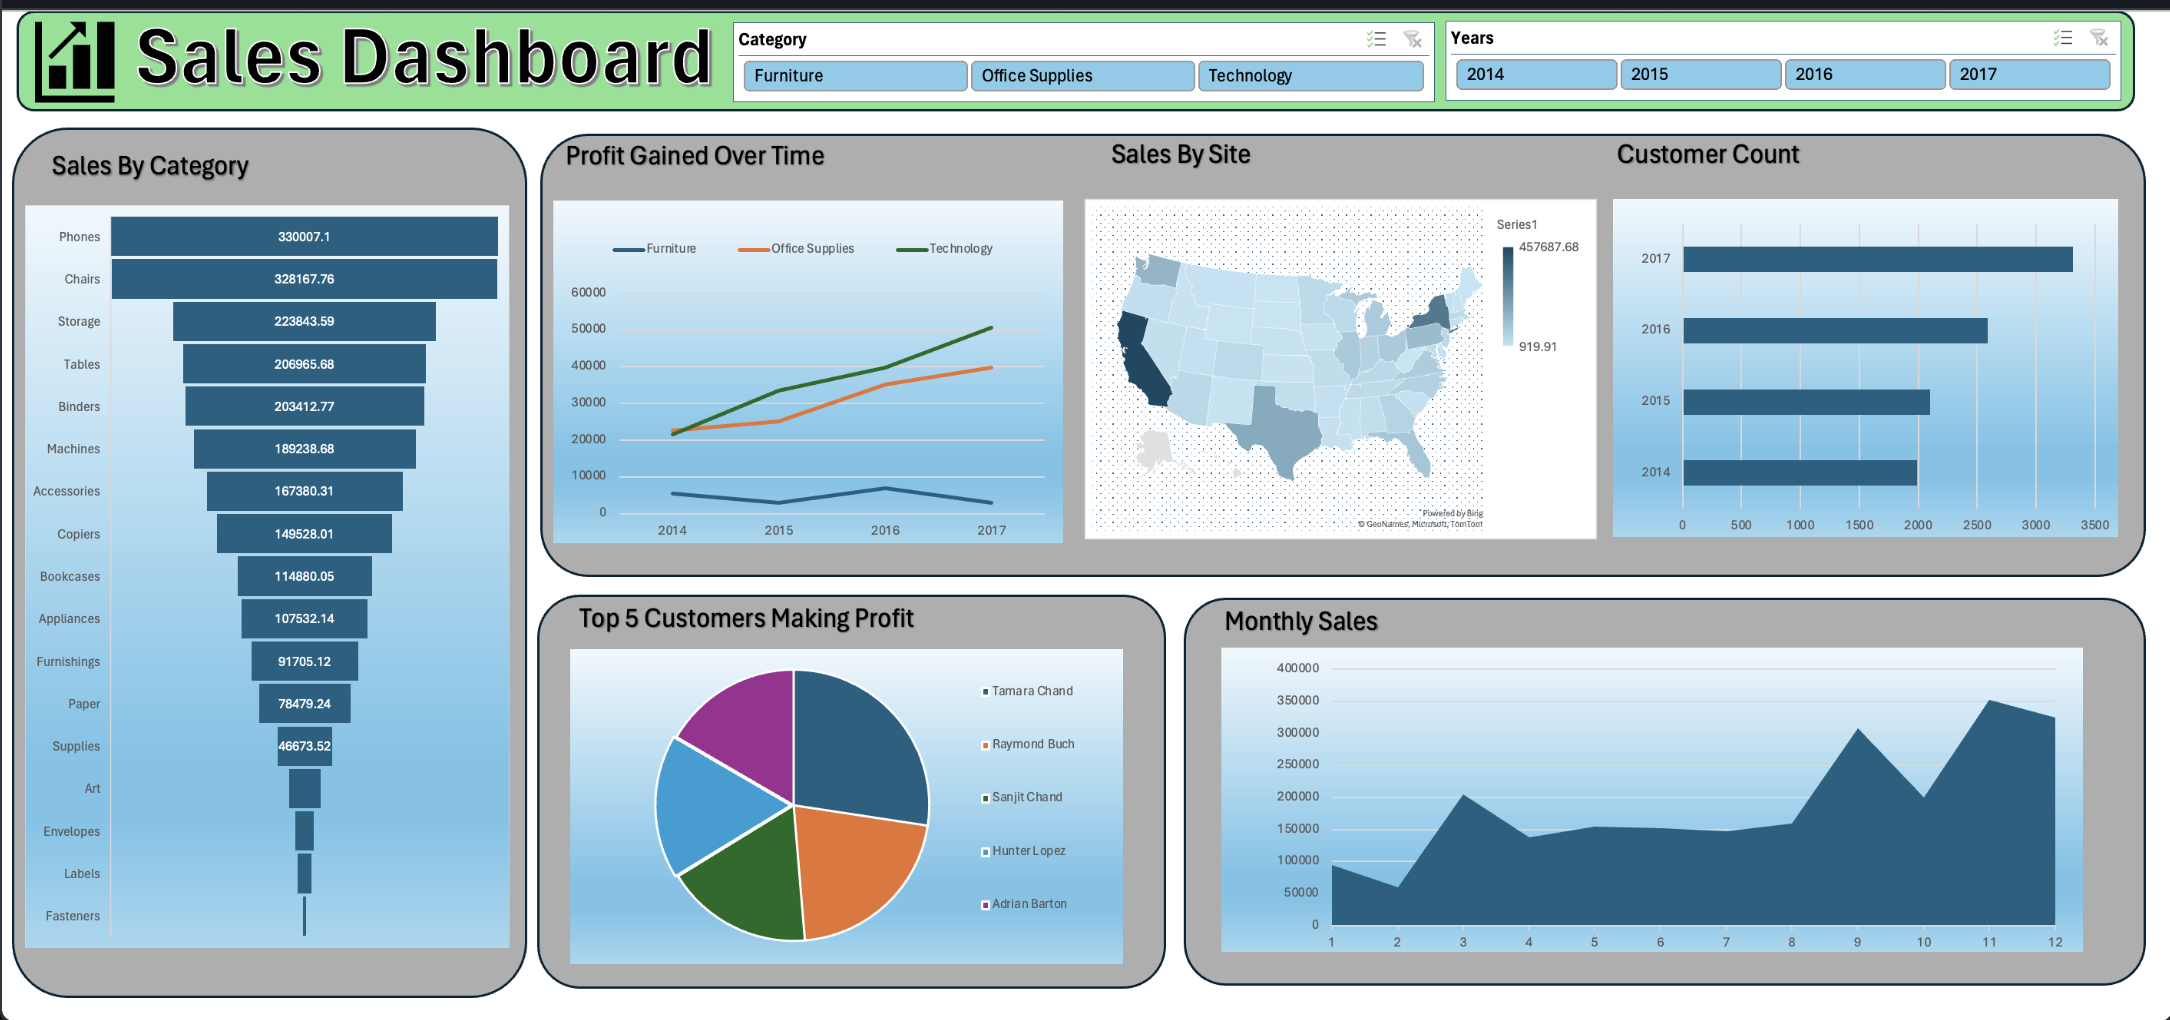 Sales Dashboard
Category
Furniture
Office Supplies
Technology
Years
2014
2015
2016
2017
Sales By Category
Phones 330007.1
Chairs 328167.76
Storage 223843.59
Tables 206965.68
Binders 203412.77
Machines 189238.68
Accessories 167380.31
Copiers 149528.01
Bookcases 114880.05
Appliances 107532.14
Furnishings 91705.12
Paper 78479.24
Supplies 46673.52
Art
Envelopes
Labels
Fasteners
Profit Gained Over Time
Furniture
Office Supplies
Technology
60000
50000
40000
30000
20000
10000
0
2014 2015 2016 2017
Sales By Site
Series1
457687.68
919.91
Powered by Bing
© GeoNames, Microsoft, TomTom
Customer Count
2017
2016
2015
2014
0 500 1000 1500 2000 2500 3000 3500
Top 5 Customers Making Profit
Tamara Chand
Raymond Buch
Sanjit Chand
Hunter Lopez
Adrian Barton
Monthly Sales
400000
350000
300000
250000
200000
150000
100000
50000
0
1 2 3 4 5 6 7 8 9 10 11 12